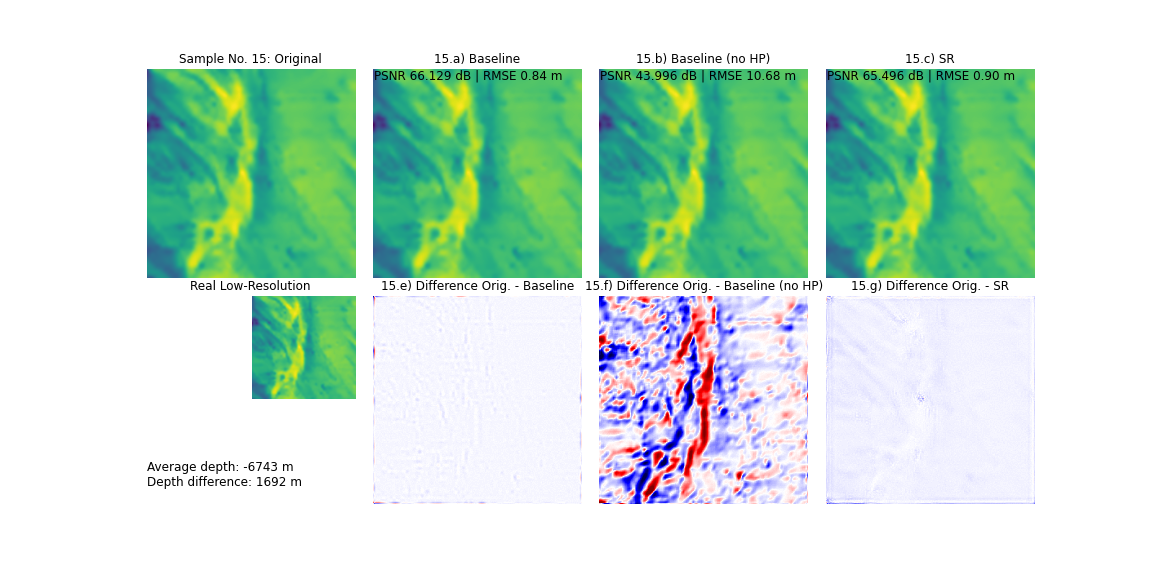 Sample No. 15: Original
15.a) Baseline
15.b) Baseline (no HP)
15.c) SR
PSNR 66.129 dB | RMSE 0.84 m
PSNR 43.996 dB | RMSE 10.68 m
PSNR 65.496 dB | RMSE 0.90 m
Real Low-Resolution
15.e) Difference Orig. - Baseline
15.f) Difference Orig. - Baseline (no HP)
15.g) Difference Orig. - SR
Average depth: -6743 m
Depth difference: 1692 m